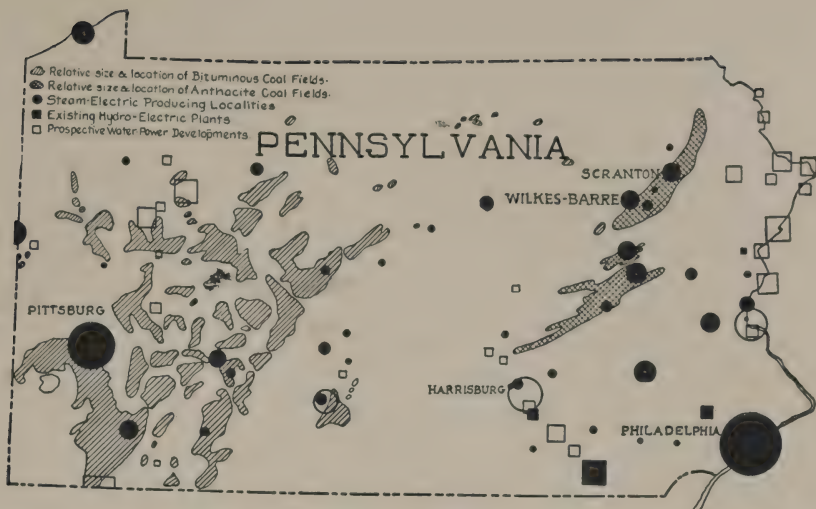 Relative size & location of Bituminous Coal Fields.
Relative size & location of Anthacite Coal Fields.
Steam-Electric Producing Localities
Existing Hydro-Electric Plants
Prospective Water Power Developments
PENNSYLVANIA
SCRANTON
WILKES-BARRE
PITTSBURG
HARRISBURG
PHILADELPHIA